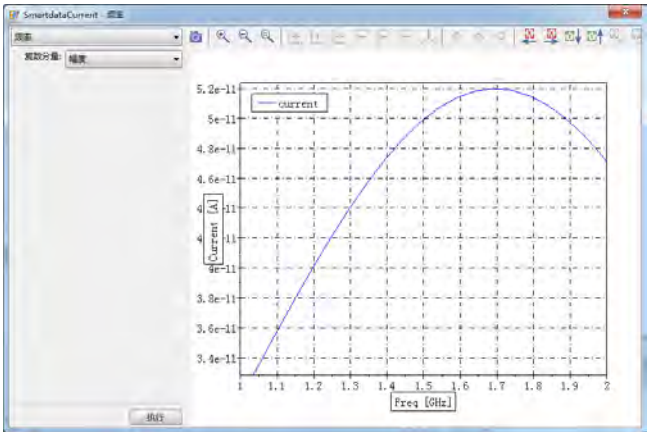 SmartdataCurrent - 频率
频率
复数分量: 幅度
current
5.2e-11
5e-11
4.8e-11
4.6e-11
4e-11
3.8e-11
3.6e-11
3.4e-11
Current [A]
1 1.1 1.2 1.3 1.4 1.5 1.6 1.7 1.8 1.9 2
Freq [GHz]
执行